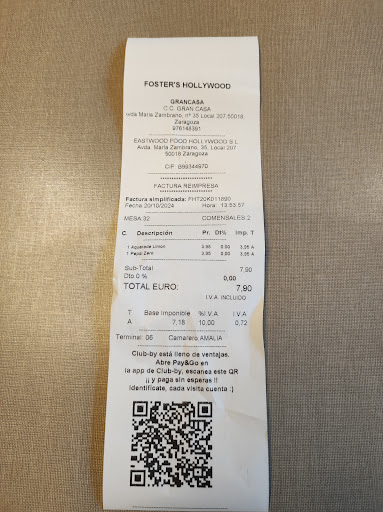 FOSTER'S HOLLYWOOD
GRANCASA
C.C. GRAN CASA
vda María Zambrano, nº 35 Local 207,50018
Zaragoza
976148391
EASTWOOD FOOD HOLLYWOOD S.L.
Avda. María Zambrano, 35, Local 207
50018 Zaragoza
CIF: B99344970
FACTURA REIMPRESA
Factura simplificada: FHT20K011690
Fecha 20/10/2024 Hora 13:53:57
MESA 32 COMENSALES 2
C. Descripción Pr. Dt% Imp. T
1 Aquarade Limon 3,95 0,00 3,95 A
1 Pepsi Zero 3,95 0,00 3,95 A
Sub-Total 7,90
Dto.0 % 0,00
TOTAL EURO: 7,90
I.V.A. INCLUIDO
T Base Imponible %I.V.A I.V.A
A 7,18 10,00 0,72
Terminal: 06 Camarero AMALIA
Club-by está lleno de ventajas.
Abre Pay&Go en
la app de Club-by, escanea este QR
¡¡ y paga sin esperas !!
Identifícate, cada visita cuenta :)